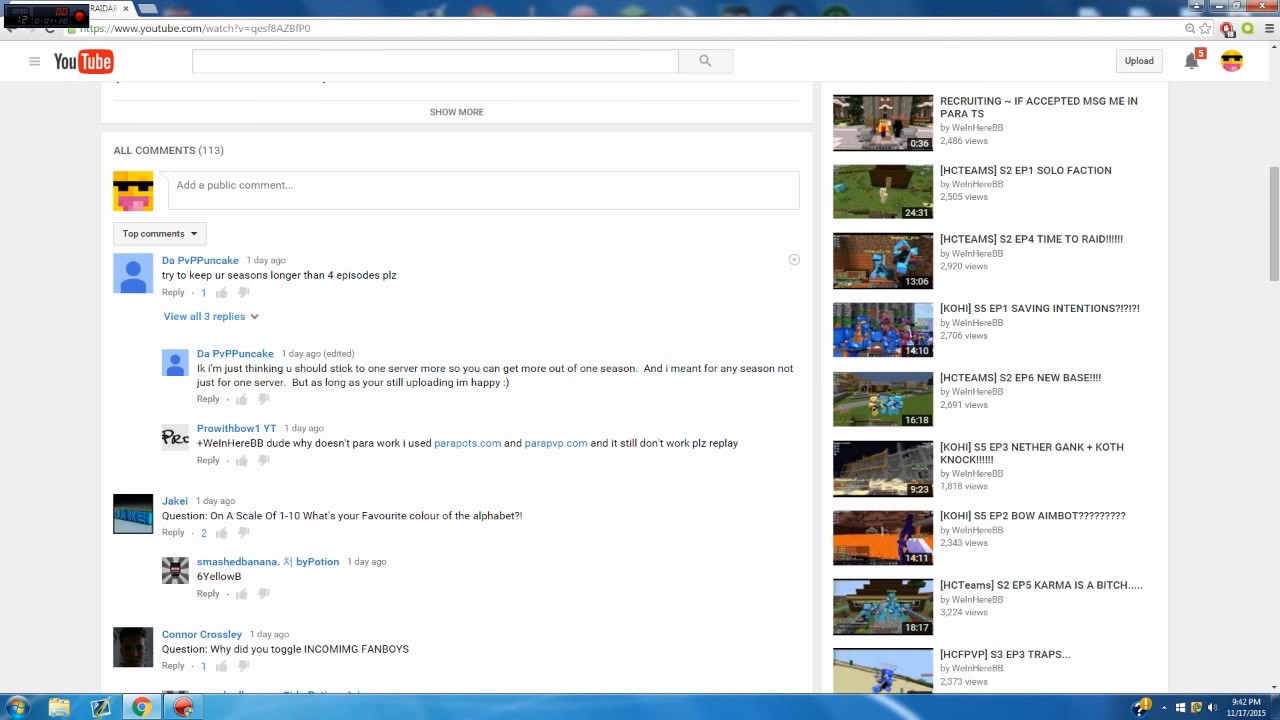 RAIDAB
00
12 0:01:20
https://www.youtube.com/watch?v=qesf8AZBfP0
YouTube
Upload
5
SHOW MORE
ALL COMMENTS (113)
Add a public comment...
Top comments
Da PvPPuncake 1 day ago
try to keep ur seasons longer than 4 episodes plz
Reply ·
View all 3 replies
Da PvPPuncake 1 day ago (edited)
just thinking u should stick to one server more so you can get more out of one season. And i meant for any season not
just for one server. But as long as your still uploading im happy :)
Reply ·
Prowithbow1 YT 1 day ago
+WeInHereBB dude why doesn't para work i used parapots.com and parapvp.com and it still don't work plz replay
Reply ·
Jakei 1 day ago
Question: On A Scale Of 1-10 What's your Favourite colour of the alphabet?!
Reply · 2
smashedbanana. 처 byPotion 1 day ago
6YellowB
Reply ·
Connor Crossley 1 day ago
Question: Why did you toggle INCOMIMG FANBOYS
Reply · 1
RECRUITING ~ IF ACCEPTED MSG ME IN
PARA TS
by WeInHereBB
2,486 views
0:36
[HCTEAMS] S2 EP1 SOLO FACTION
by WeInHereBB
2,505 views
24:31
[HCTEAMS] S2 EP4 TIME TO RAID!!!!!!
by WeInHereBB
2,920 views
13:06
[KOHI] S5 EP1 SAVING INTENTIONS?!?!?!
by WeInHereBB
2,706 views
14:10
[HCTEAMS] S2 EP6 NEW BASE!!!!
by WeInHereBB
2,691 views
16:18
[KOHI] S5 EP3 NETHER GANK + KOTH
KNOCK!!!!!!
by WeInHereBB
1,818 views
9:23
[KOHI] S5 EP2 BOW AIMBOT?????????
by WeInHereBB
2,343 views
14:11
[HCTeams] S2 EP5 KARMA IS A BITCH.....
by WeInHereBB
3,224 views
18:17
[HCFPVP] S3 EP3 TRAPS...
by WeInHereBB
2,373 views
9:42 PM
11/17/2015